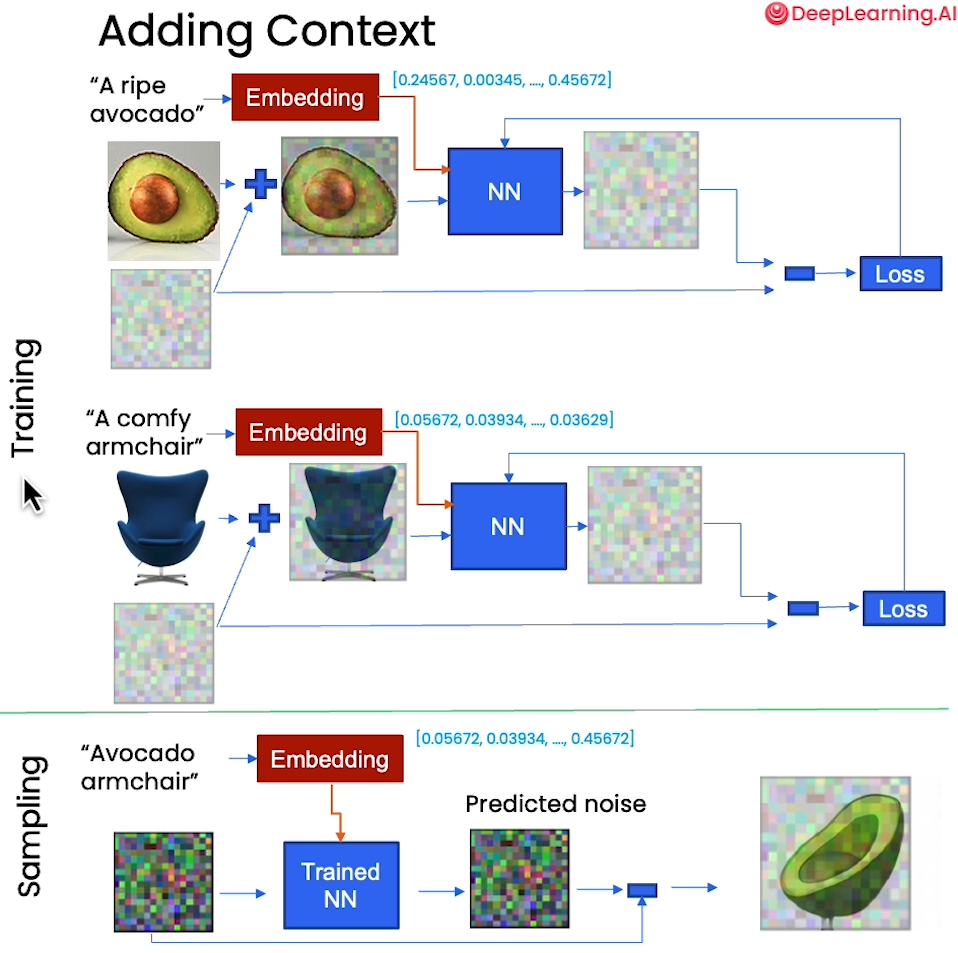 DeepLearning.AI
Adding Context
[0.24567, 0.00345, ...., 0.45672]
“A ripe
avocado”
Embedding
NN
Loss
Training
[0.05672, 0.03934, ...., 0.03629]
“A comfy
armchair”
Embedding
NN
Loss
[0.05672, 0.03934, ...., 0.45672]
“Avocado
armchair”
Embedding
Sampling
Predicted noise
Trained
NN